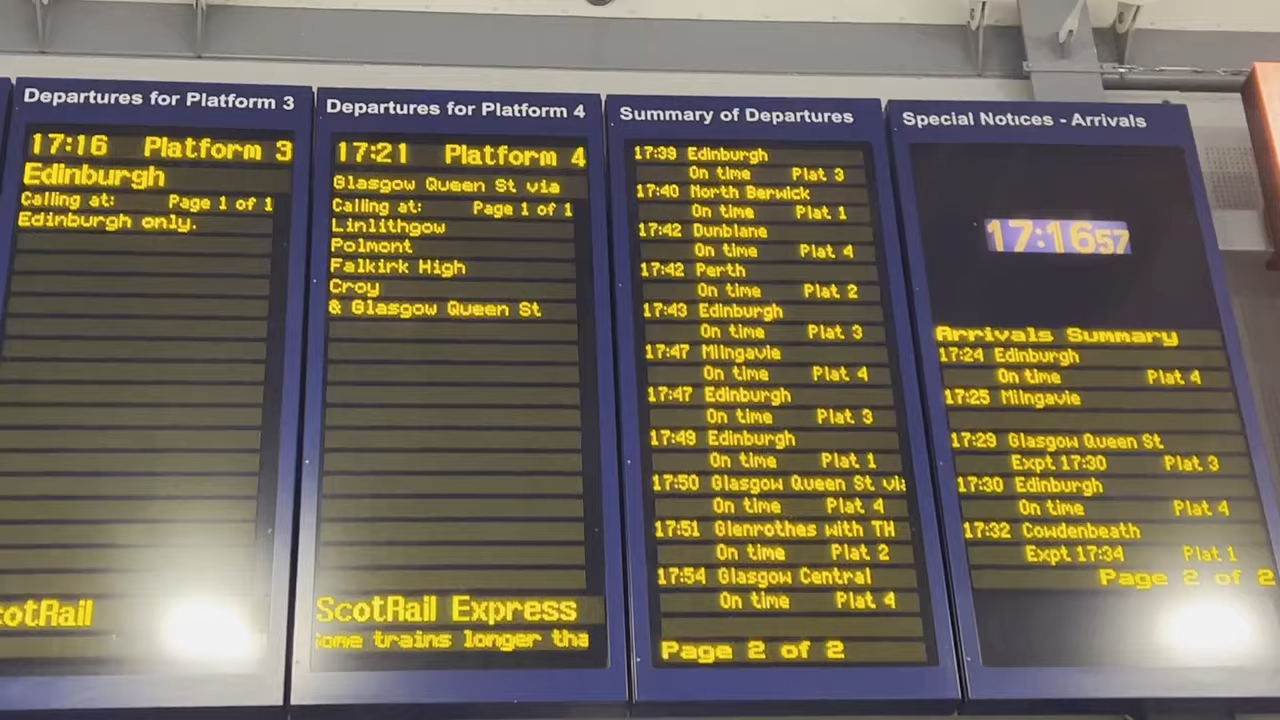 Departures for Platform 3
17:16 Platform 3
Edinburgh
Calling at: Page 1 of 1
Edinburgh only.
cotRail
Departures for Platform 4
17:21 Platform 4
Glasgow Queen St via
Calling at: Page 1 of 1
Linlithgow
Polmont
Falkirk High
Croy
& Glasgow Queen St
ScotRail Express
ome trains longer tha
Summary of Departures
17:39 Edinburgh
On time Plat 3
17:40 North Berwick
On time Plat 1
17:42 Dunblane
On time Plat 4
17:42 Perth
On time Plat 2
17:43 Edinburgh
On time Plat 3
17:47 Milngavie
On time Plat 4
17:47 Edinburgh
On time Plat 3
17:49 Edinburgh
On time Plat 1
17:50 Glasgow Queen St via
On time Plat 4
17:51 Glenrothes with TH
On time Plat 2
17:54 Glasgow Central
On time Plat 4
Page 2 of 2
Special Notices - Arrivals
17:16 57
Arrivals Summary
17:24 Edinburgh
On time Plat 4
17:25 Milngavie
17:29 Glasgow Queen St
Expt 17:30 Plat 3
17:30 Edinburgh
On time Plat 4
17:32 Cowdenbeath
Expt 17:34 Plat 1
Page 2 of 2